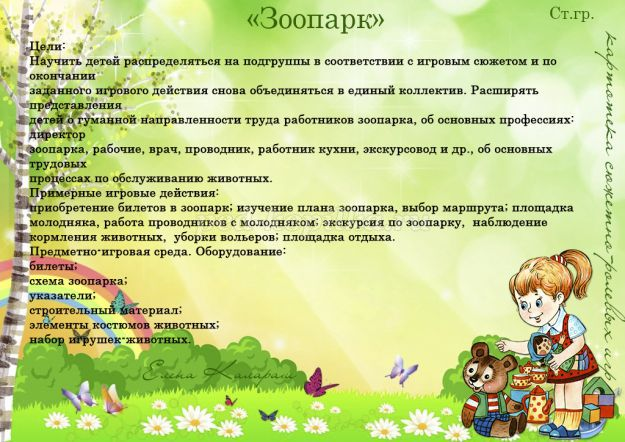 «Зоопарк»
Ст.гр.
Цели:
Научить детей распределяться на подгруппы в соответствии с игровым сюжетом и по
окончании
заданного игрового действия снова объединяться в единый коллектив. Расширять
представления
детей о гуманной направленности труда работников зоопарка, об основных профессиях:
директор
зоопарка, рабочие, врач, проводник, работник кухни, экскурсовод и др., об основных
трудовых
процессах по обслуживанию животных.
Примерные игровые действия:
приобретение билетов в зоопарк; изучение плана зоопарка, выбор маршрута; площадка
молодняка, работа проводников с молодняком; экскурсия по зоопарку, наблюдение
кормления животных, уборки вольеров; площадка отдыха.
Предметно-игровая среда. Оборудование:
билеты;
схема зоопарка;
указатели;
строительный материал;
элементы костюмов животных;
набор игрушек-животных.
картотека сюжетно-ролевых игр